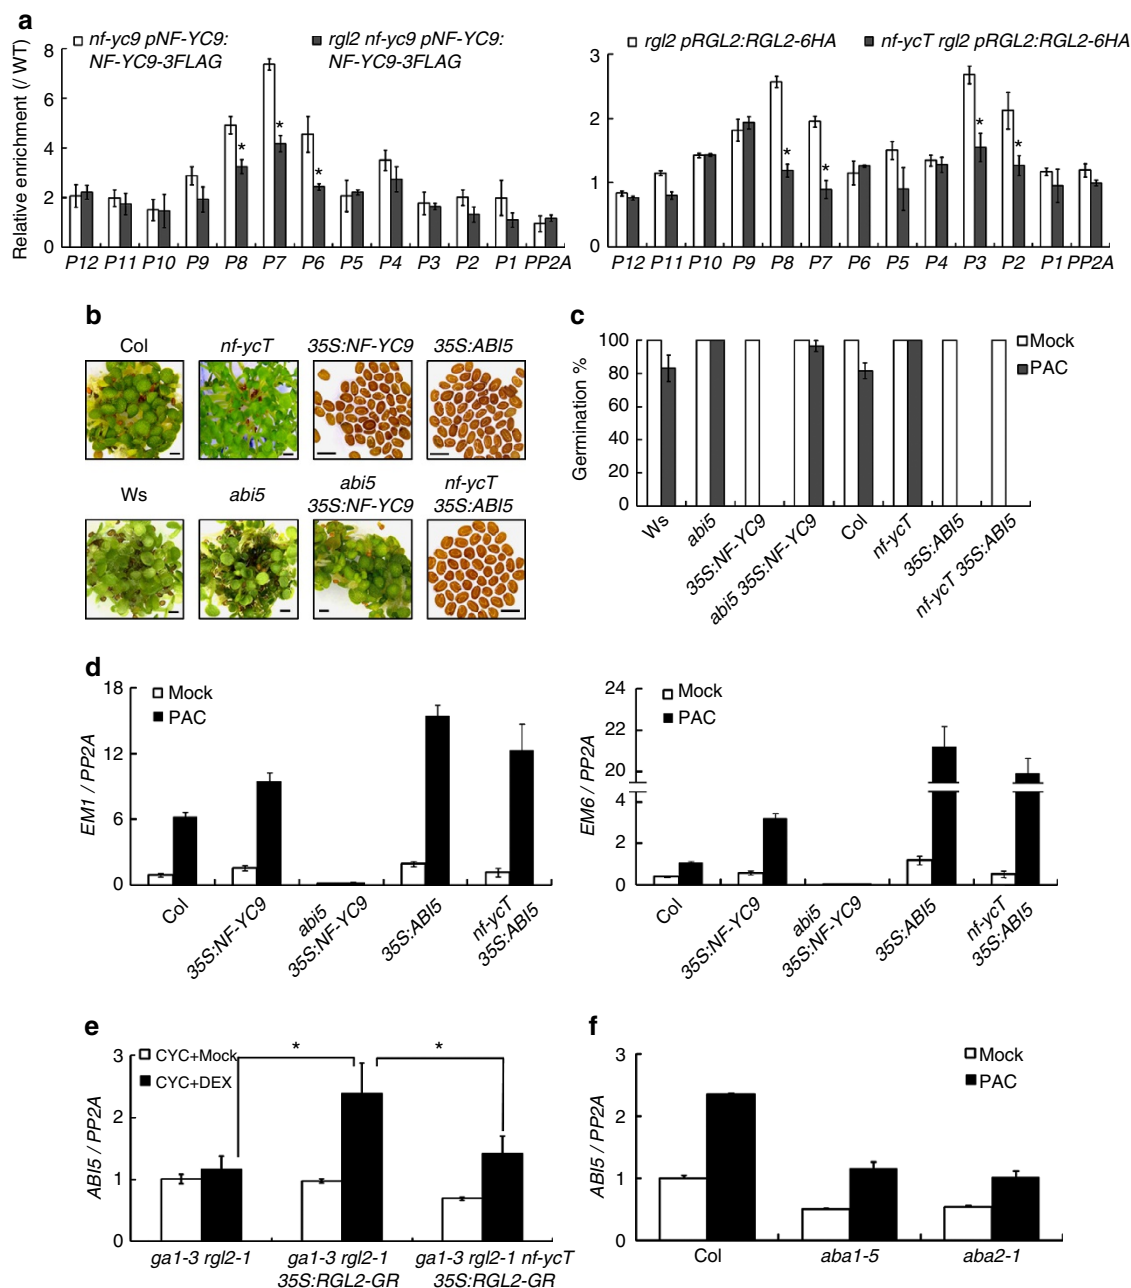 a
nf-yc9 pNF-YC9:
NF-YC9-3FLAG
rgl2 nf-yc9 pNF-YC9:
NF-YC9-3FLAG
Relative enrichment (/ WT)
8
6
4
2
0
P12 P11 P10 P9 P8 P7 P6 P5 P4 P3 P2 P1 PP2A
* * *
rgl2 pRGL2:RGL2-6HA
nf-ycT rgl2 pRGL2:RGL2-6HA
3
2
1
0
P12 P11 P10 P9 P8 P7 P6 P5 P4 P3 P2 P1 PP2A
* * * *
b
Col nf-ycT 35S:NF-YC9 35S:ABI5
Ws abi5 abi5 35S:NF-YC9 nf-ycT 35S:ABI5
c
Germination %
100
80
60
40
20
0
Mock
PAC
Ws
abi5
35S:NF-YC9
abi5 35S:NF-YC9
Col
nf-ycT
35S:ABI5
nf-ycT 35S:ABI5
d
EM1 / PP2A
18
12
6
0
Mock
PAC
Col
35S:NF-YC9
abi5
35S:NF-YC9
35S:ABI5
nf-ycT
35S:ABI5
EM6 / PP2A
24
22
20
4
2
0
Mock
PAC
Col
35S:NF-YC9
abi5
35S:NF-YC9
35S:ABI5
nf-ycT
35S:ABI5
e
ABI5 / PP2A
3
2
1
0
CYC+Mock
CYC+DEX
* *
ga1-3 rgl2-1
ga1-3 rgl2-1
35S:RGL2-GR
ga1-3 rgl2-1 nf-ycT
35S:RGL2-GR
f
ABI5 / PP2A
3
2
1
0
Mock
PAC
Col
aba1-5
aba2-1